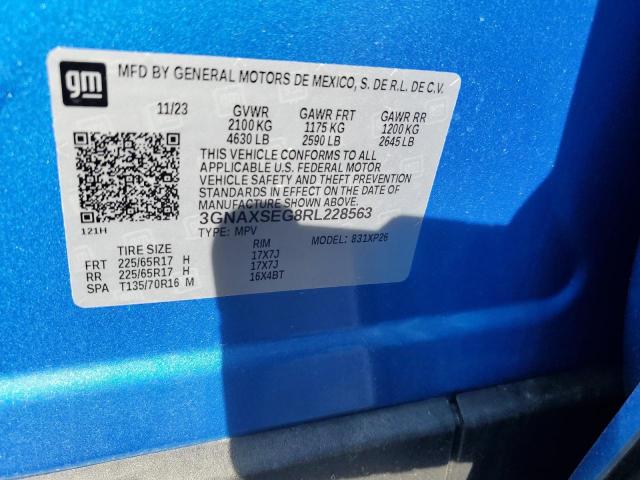 gm
MFD BY GENERAL MOTORS DE MEXICO, S. DE R.L. DE C.V.
11/23 GVWR GAWR FRT GAWR RR
2100 KG 1175 KG 1200 KG
4630 LB 2590 LB 2645 LB
THIS VEHICLE CONFORMS TO ALL
APPLICABLE U.S. FEDERAL MOTOR
VEHICLE SAFETY AND THEFT PREVENTION
STANDARDS IN EFFECT ON THE DATE OF
MANUFACTURE SHOWN ABOVE.
3GNAXSEG8RL228563
121H TYPE: MPV MODEL: 831XP26
TIRE SIZE RIM
FRT 225/65R17 H 17X7J
RR 225/65R17 H 17X7J
SPA T135/70R16 M 16X4BT